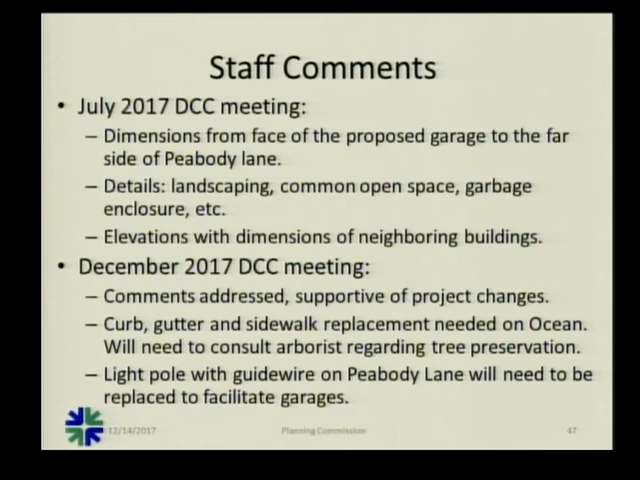 Staff Comments
• July 2017 DCC meeting:
– Dimensions from face of the proposed garage to the far
side of Peabody lane.
– Details: landscaping, common open space, garbage
enclosure, etc.
– Elevations with dimensions of neighboring buildings.
• December 2017 DCC meeting:
– Comments addressed, supportive of project changes.
– Curb, gutter and sidewalk replacement needed on Ocean.
Will need to consult arborist regarding tree preservation.
– Light pole with guidewire on Peabody Lane will need to be
replaced to facilitate garages.
12/14/2017 Planning Commission 47